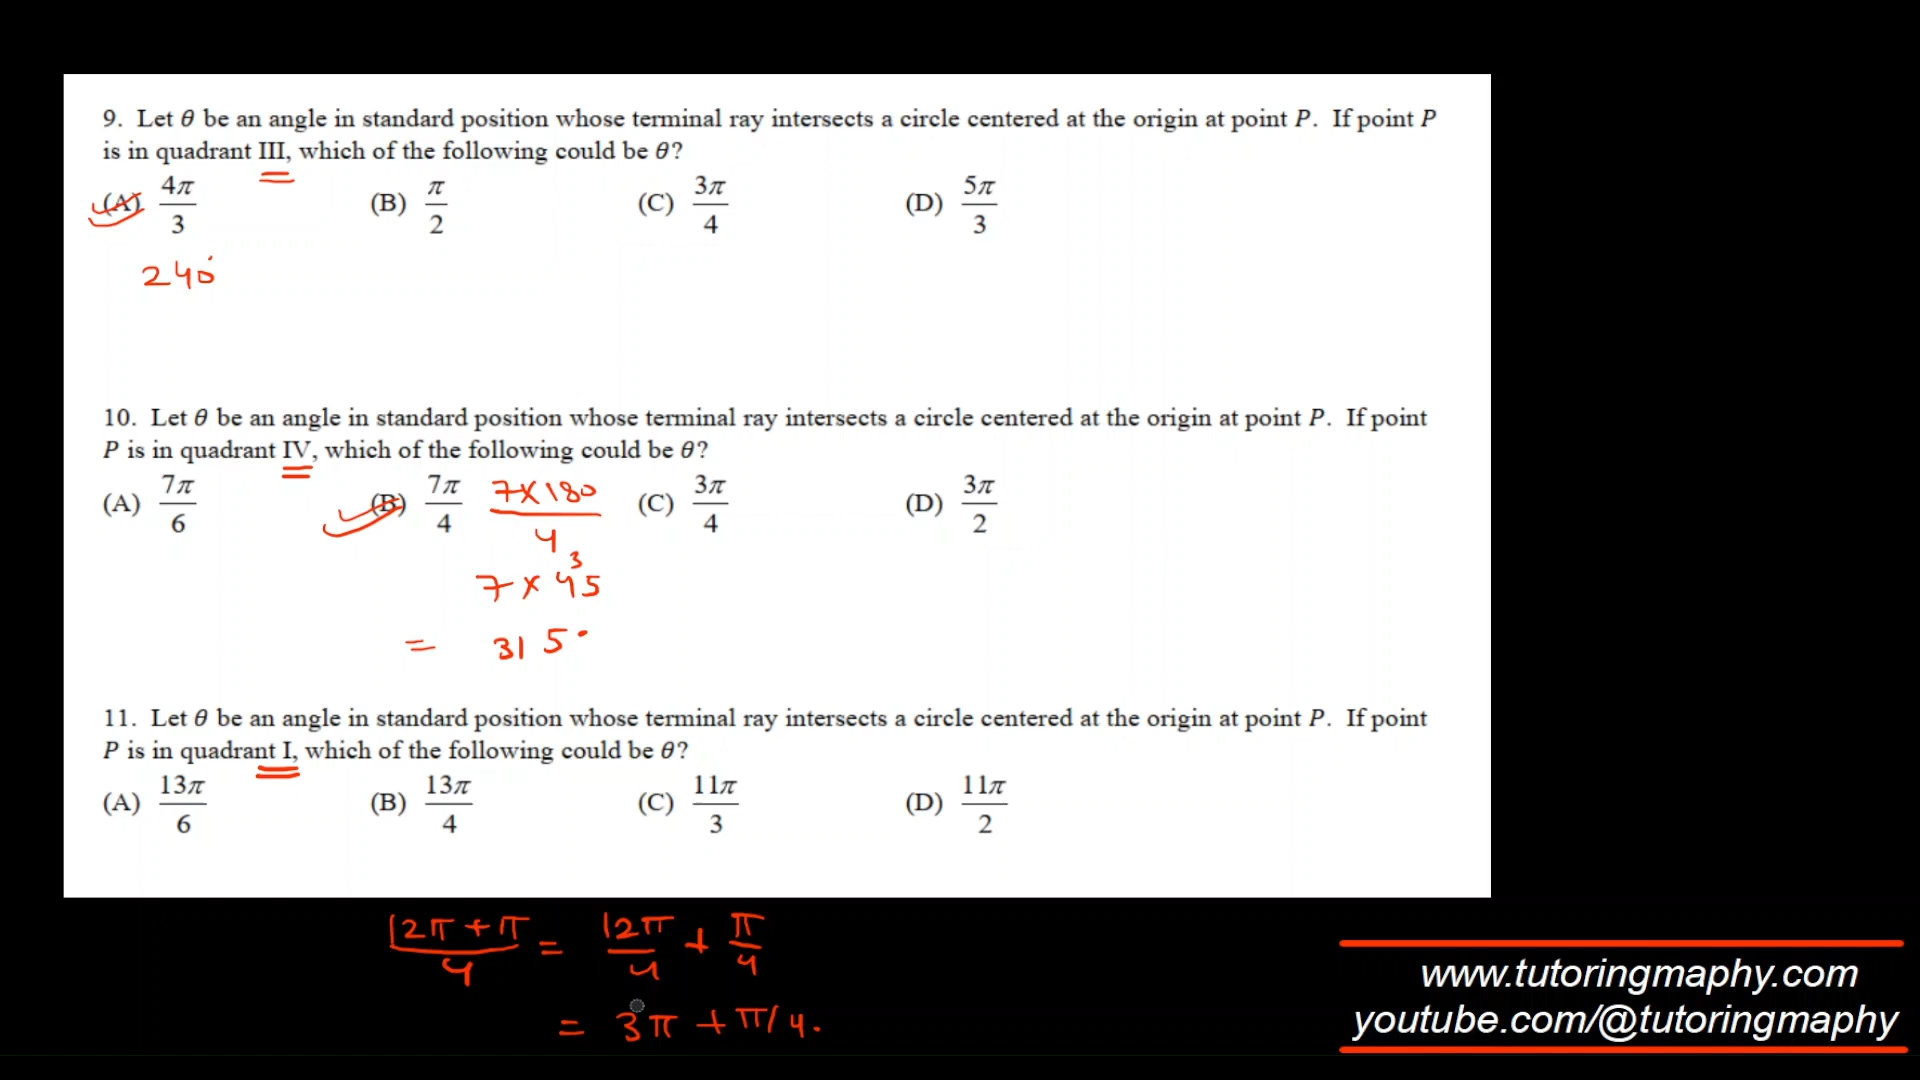 9. Let θ be an angle in standard position whose terminal ray intersects a circle centered at the origin at point P. If point P
is in quadrant III, which of the following could be θ?
(A) 4π/3 (B) π/2 (C) 3π/4 (D) 5π/3
240°
10. Let θ be an angle in standard position whose terminal ray intersects a circle centered at the origin at point P. If point
P is in quadrant IV, which of the following could be θ?
(A) 7π/6 (B) 7π/4 (C) 3π/4 (D) 3π/2
7×180/4
3
7 × 45
= 315°
11. Let θ be an angle in standard position whose terminal ray intersects a circle centered at the origin at point P. If point
P is in quadrant I, which of the following could be θ?
(A) 13π/6 (B) 13π/4 (C) 11π/3 (D) 11π/2
12π+π/4 = 12π/4 + π/4
= 3π + π/4.
www.tutoringmaphy.com
youtube.com/@tutoringmaphy